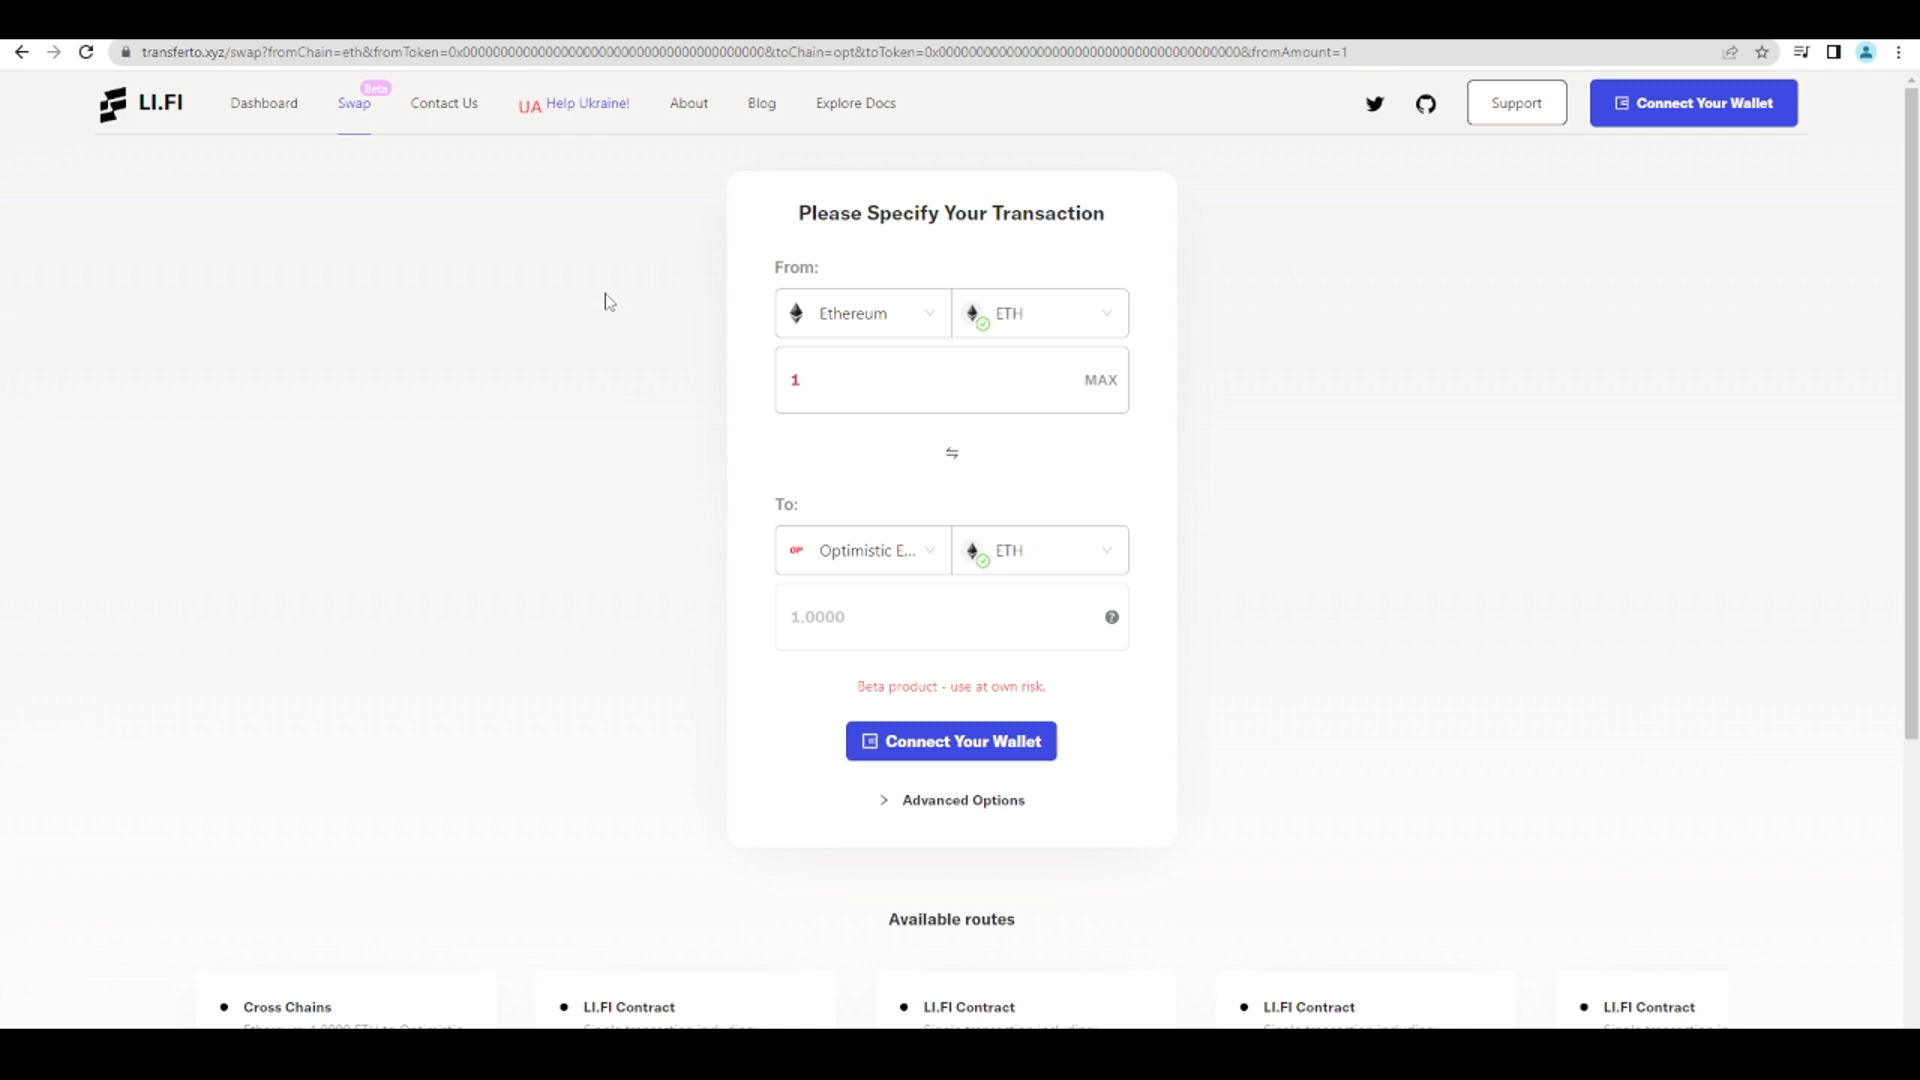 transferto.xyz/swap?fromChain=eth&fromToken=0x0000000000000000000000000000000000000000&toChain=opt&toToken=0x0000000000000000000000000000000000000000&fromAmount=1
LI.FI
Dashboard
Swap
Beta
Contact Us
UA Help Ukraine!
About
Blog
Explore Docs
Support
Connect Your Wallet
Please Specify Your Transaction
From:
Ethereum
ETH
1
MAX
To:
OP
Optimistic E...
ETH
1.0000
Beta product - use at own risk.
Connect Your Wallet
Advanced Options
Available routes
Cross Chains
LI.FI Contract
LI.FI Contract
LI.FI Contract
LI.FI Contract